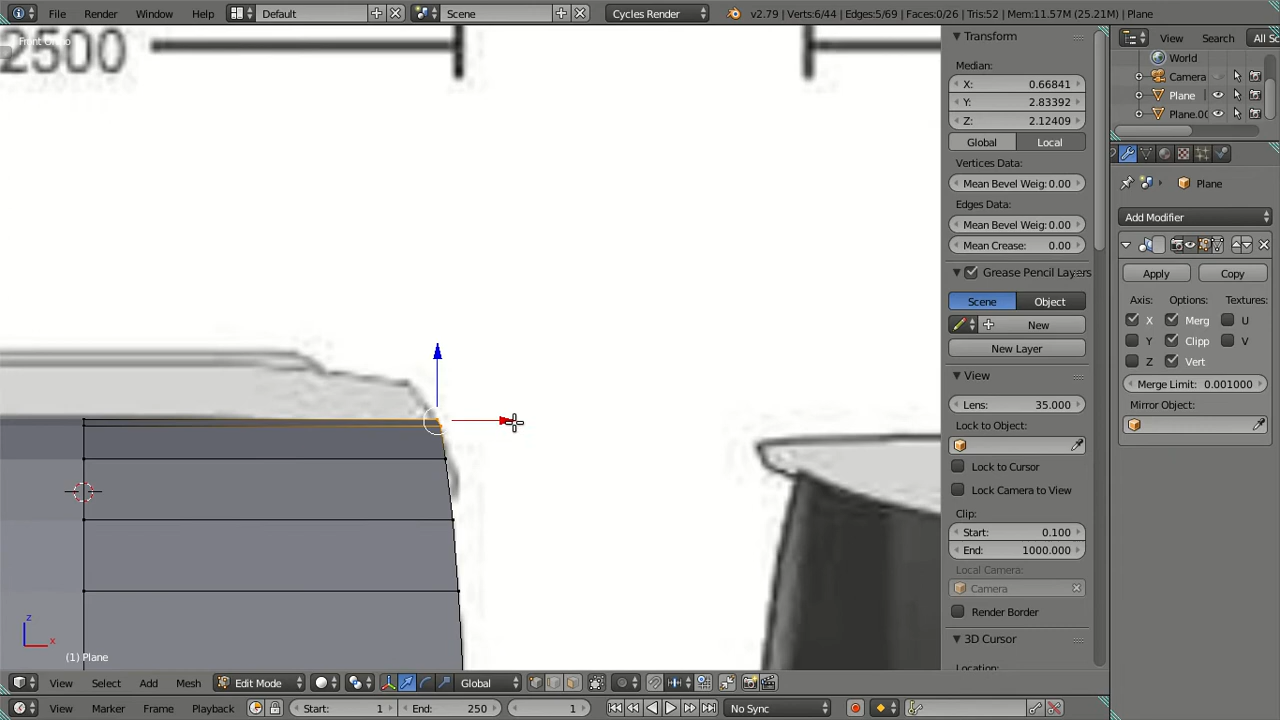 File Render Window Help Default Scene Cycles Render v2.79 | Verts:6/44 | Edges:5/69 | Faces:0/26 | Tris:52 | Mem:11.57M (25.21M) | Plane
Front Ortho
2500
Transform
Median:
X: 0.66841
Y: 2.83392
Z: 2.12409
Global Local
Vertices Data:
Mean Bevel Weig: 0.00
Edges Data:
Mean Bevel Weig: 0.00
Mean Crease: 0.00
Grease Pencil Layers
Scene Object
New
New Layer
View
Lens: 35.000
Lock to Object:
Lock to Cursor
Lock Camera to View
Clip:
Start: 0.100
End: 1000.000
Local Camera:
Camera
Render Border
3D Cursor
Location:
View Search All Sc
World
Camera
Plane
Plane.00
Plane
Add Modifier
Apply Copy
Axis: Options: Textures:
X Merg U
Y Clipp V
Z Vert
Merge Limit: 0.001000
Mirror Object:
z
x
(1) Plane
View Select Add Mesh Edit Mode Global
View Marker Frame Playback Start: 1 End: 250 1 No Sync